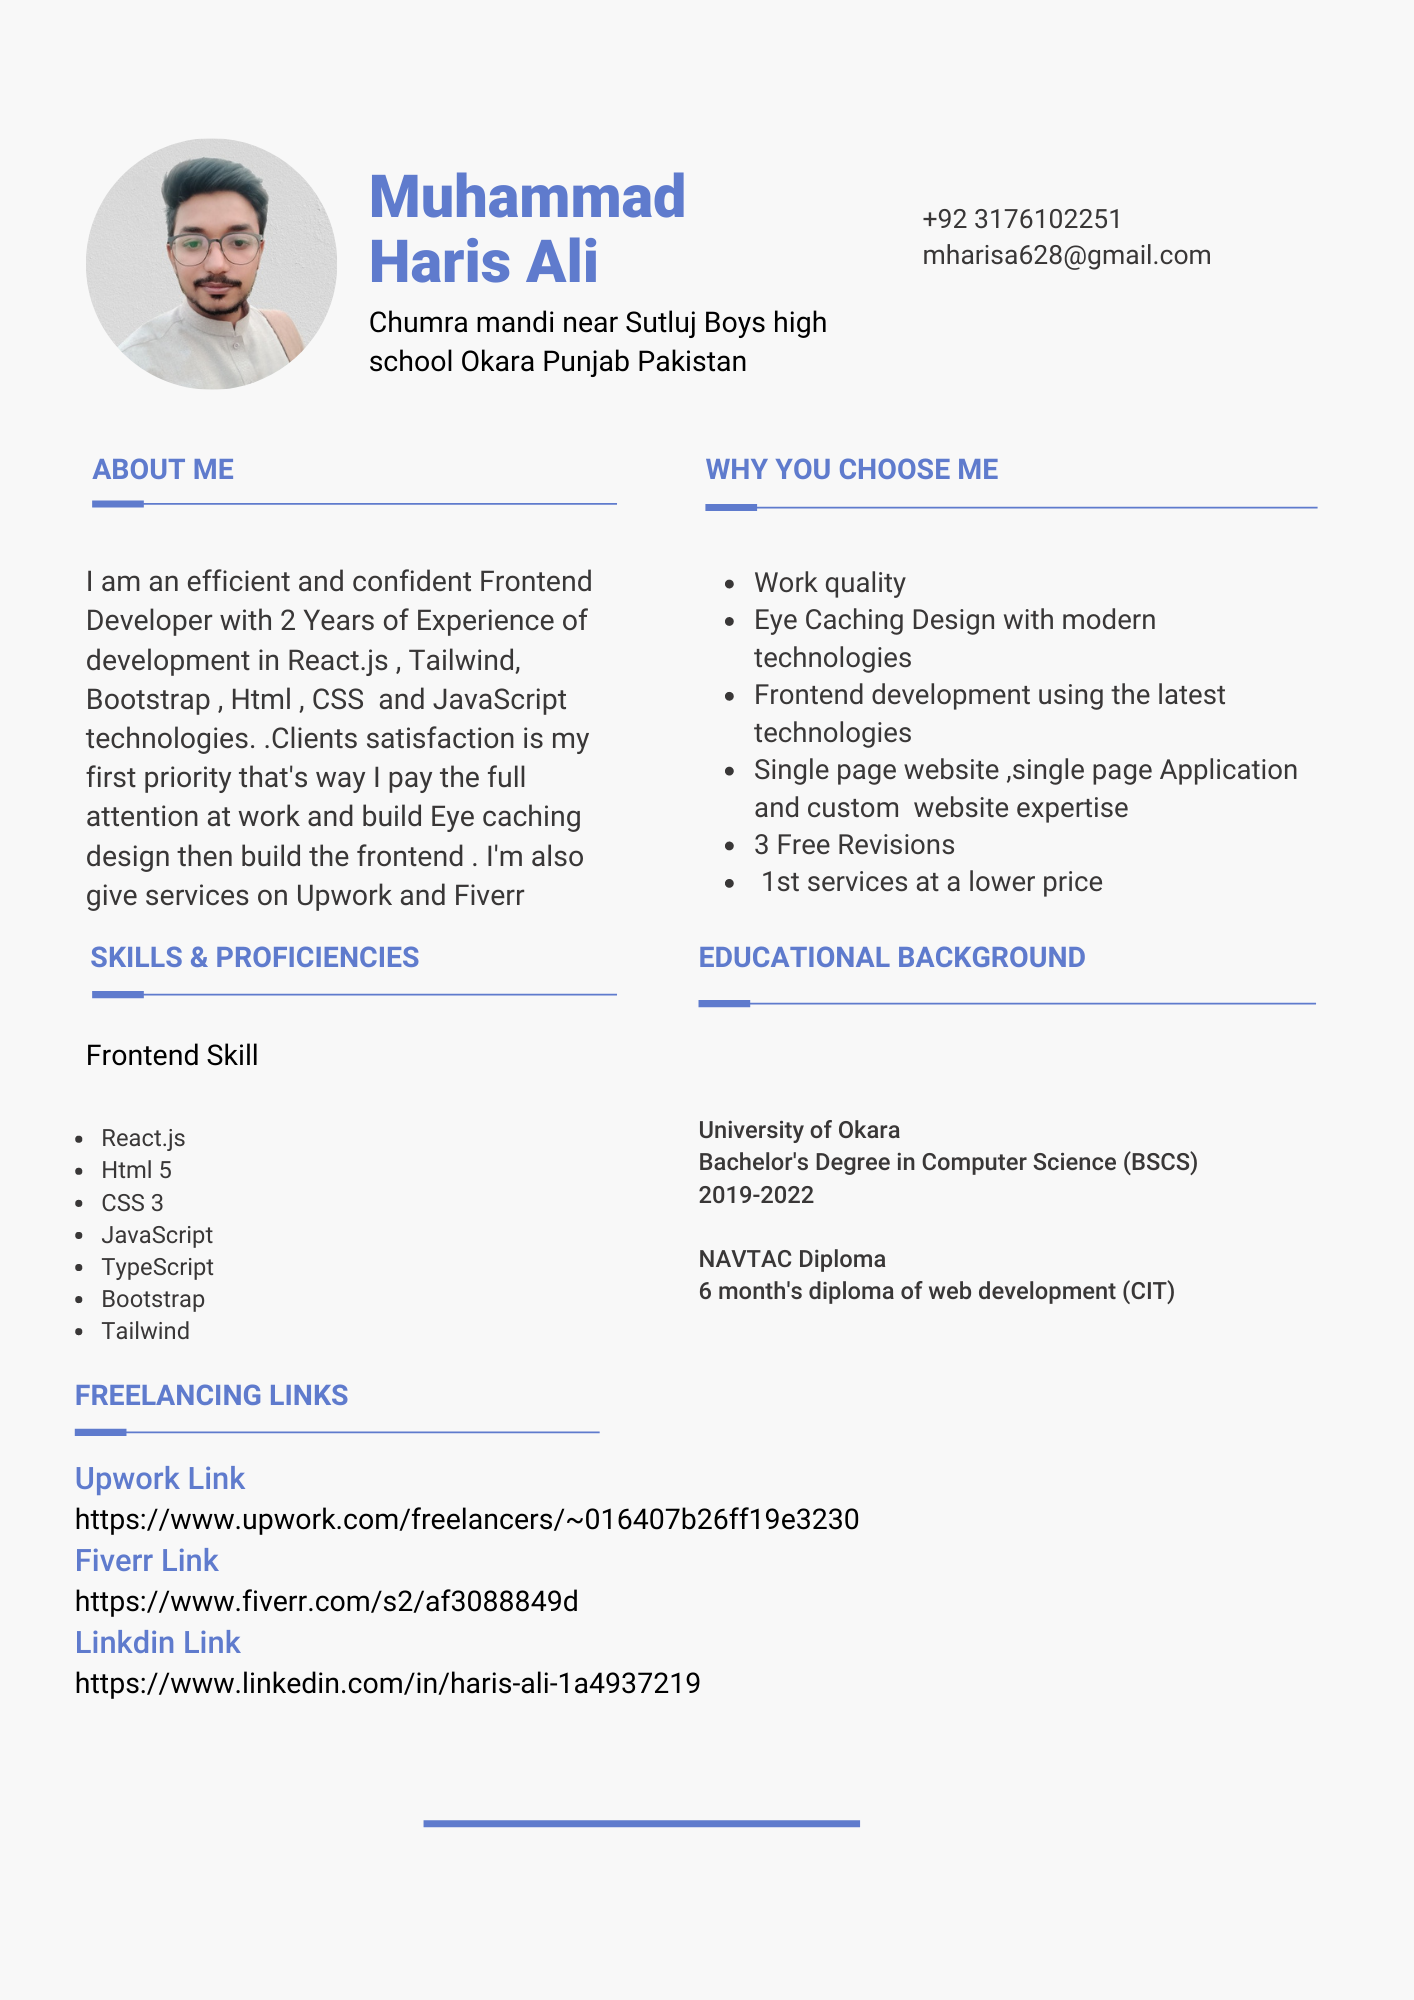 Muhammad
Haris Ali
Chumra mandi near Sutluj Boys high
school Okara Punjab Pakistan
+92 3176102251
mharisa628@gmail.com
ABOUT ME
I am an efficient and confident Frontend
Developer with 2 Years of Experience of
development in React.js , Tailwind,
Bootstrap , Html , CSS  and JavaScript
technologies. .Clients satisfaction is my
first priority that's way I pay the full
attention at work and build Eye caching
design then build the frontend . I'm also
give services on Upwork and Fiverr
WHY YOU CHOOSE ME
• Work quality
• Eye Caching Design with modern
technologies
• Frontend development using the latest
technologies
• Single page website ,single page Application
and custom  website expertise
• 3 Free Revisions
• 1st services at a lower price
SKILLS & PROFICIENCIES
Frontend Skill
• React.js
• Html 5
• CSS 3
• JavaScript
• TypeScript
• Bootstrap
• Tailwind
EDUCATIONAL BACKGROUND
University of Okara
Bachelor's Degree in Computer Science (BSCS)
2019-2022
NAVTAC Diploma
6 month's diploma of web development (CIT)
FREELANCING LINKS
Upwork Link
https://www.upwork.com/freelancers/~016407b26ff19e3230
Fiverr Link
https://www.fiverr.com/s2/af3088849d
Linkdin Link
https://www.linkedin.com/in/haris-ali-1a4937219